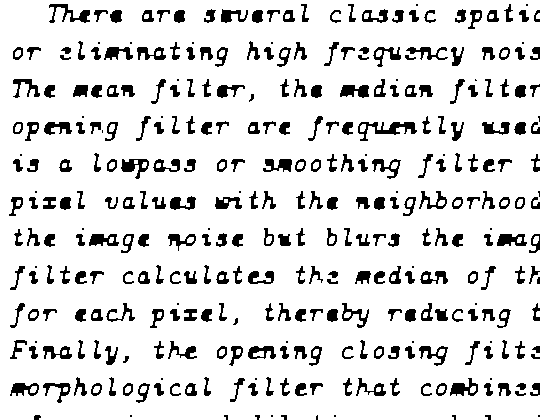 There are several classic spatia
or eliminating high frequency nois
The mean filter, the median filter
opening filter are frequently used
is a lowpass or smoothing filter t
pixel values with the neighborhood
the image noise but blurs the imag
filter calculates the median of th
for each pixel, thereby reducing t
Finally, the opening closing filte
morphological filter that combines